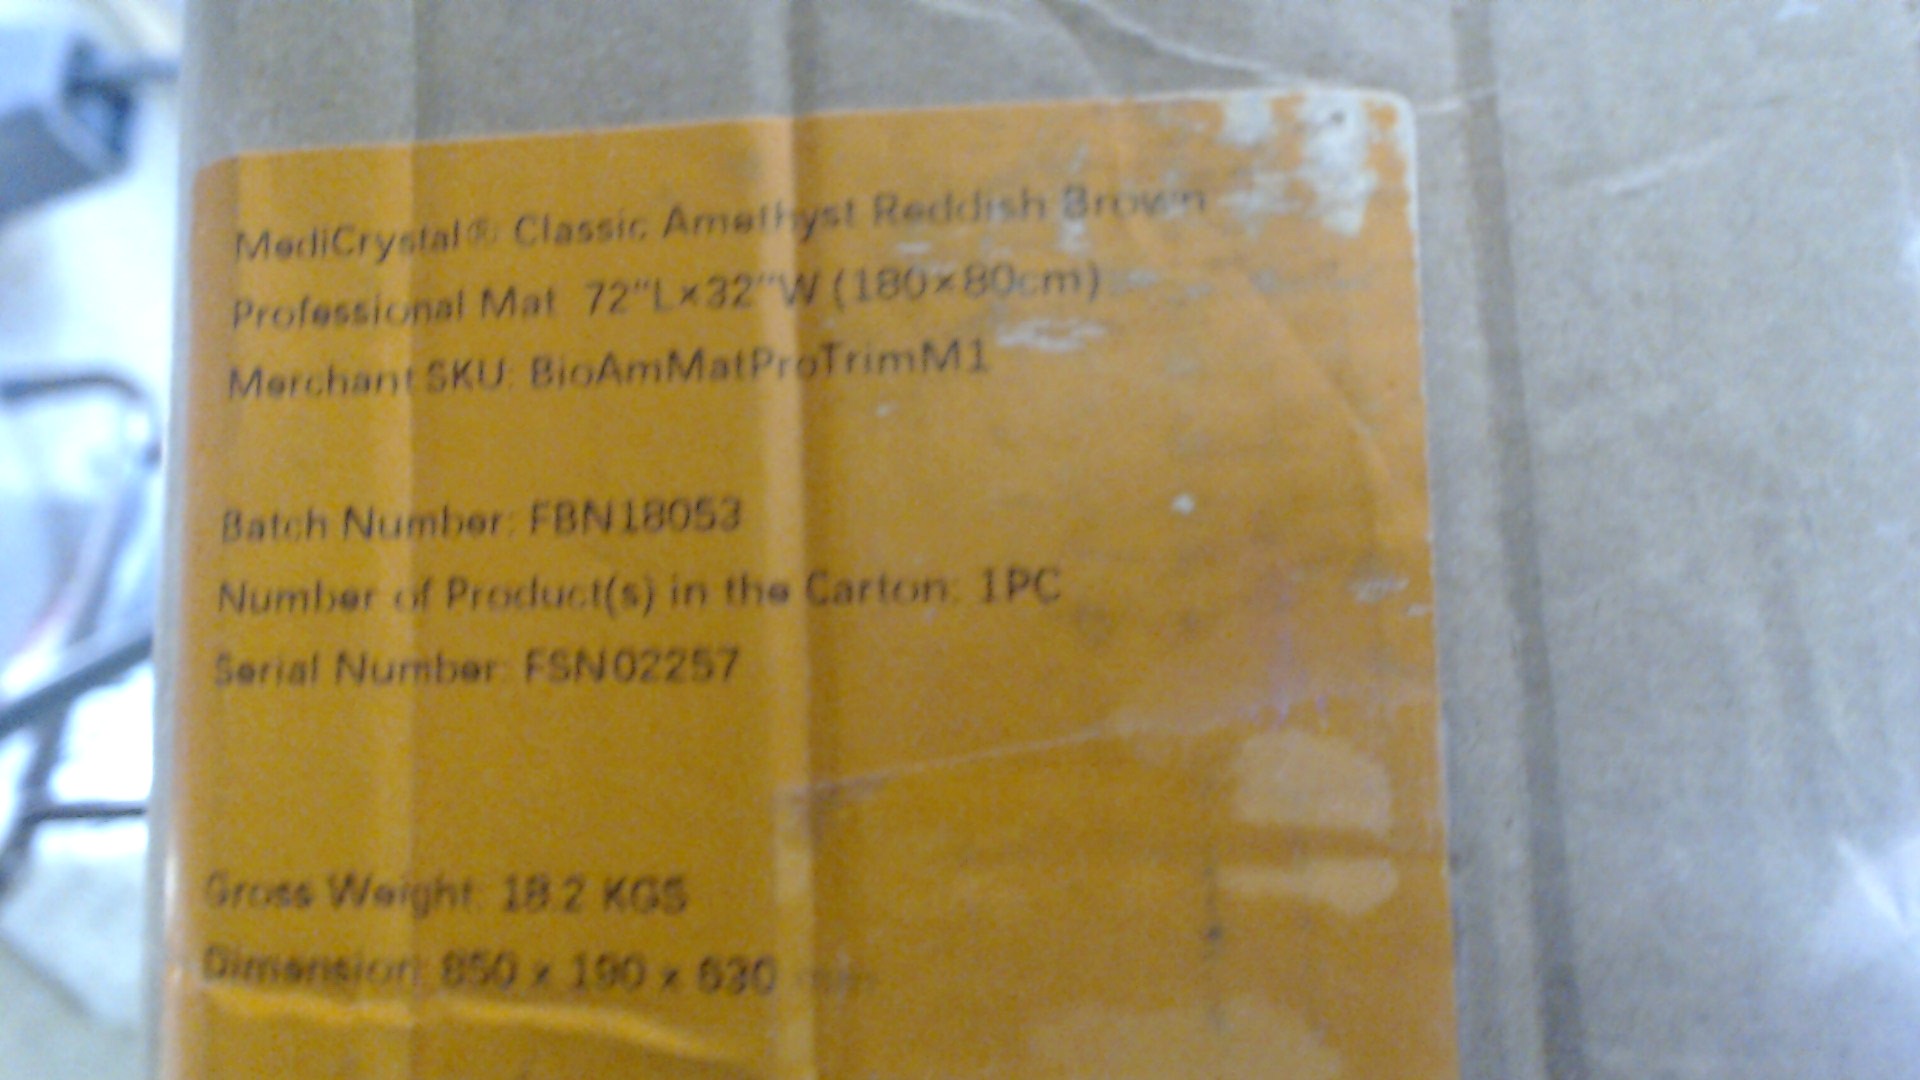 MediCrystal® Classic Amethyst Reddish Brown
Professional Mat 72"L×32"W (180×80cm)
Merchant SKU: BioAmMatProTrimM1
Batch Number: FBN18053
Number of Product(s) in the Carton: 1PC
Serial Number: FSN02257
Gross Weight: 18.2 KGS
Dimension: 850 x 190 x 630